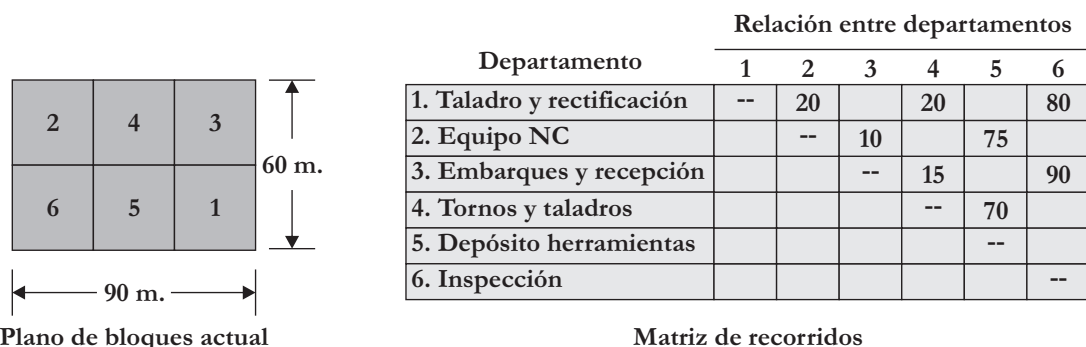 2 4 3
6 5 1
60 m.
90 m.
Plano de bloques actual
Relación entre departamentos
Departamento 1 2 3 4 5 6
1. Taladro y rectificación -- 20 20 80
2. Equipo NC -- 10 75
3. Embarques y recepción -- 15 90
4. Tornos y taladros -- 70
5. Depósito herramientas --
6. Inspección --
Matriz de recorridos